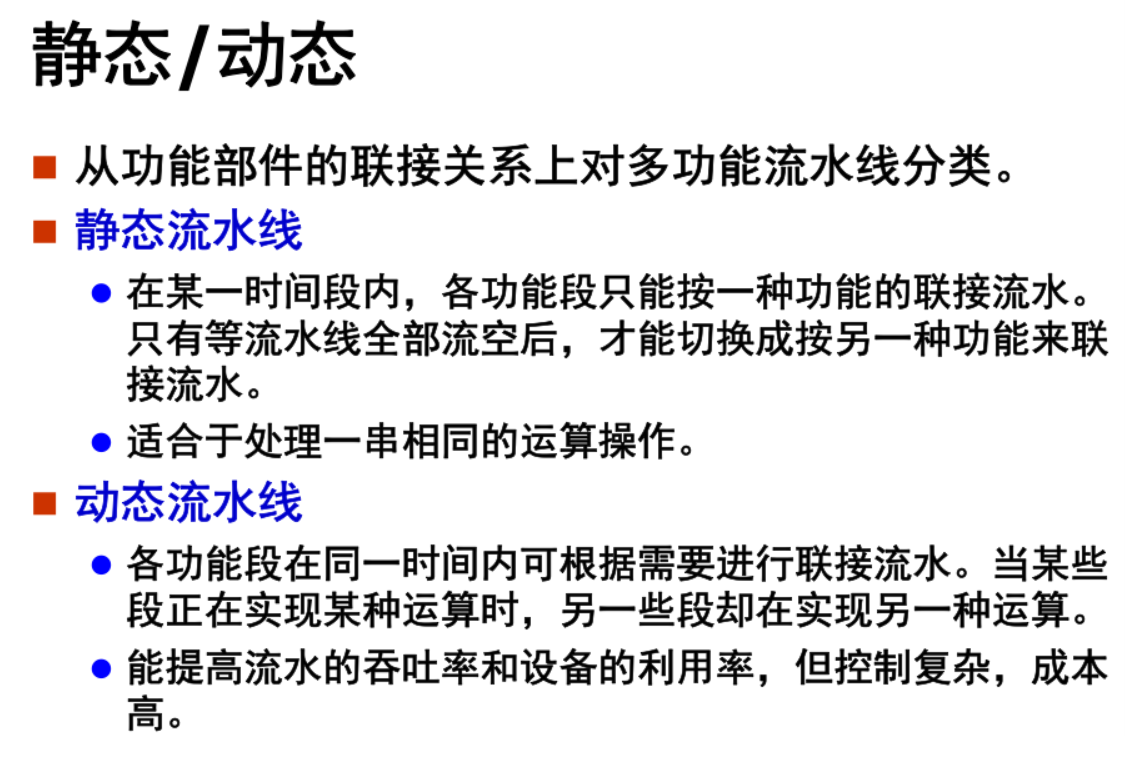 静态/动态
从功能部件的联接关系上对多功能流水线分类。
静态流水线
在某一时间段内，各功能段只能按一种功能的联接流水。
只有等流水线全部流空后，才能切换成按另一种功能来联
接流水。
适合于处理一串相同的运算操作。
动态流水线
各功能段在同一时间内可根据需要进行联接流水。当某些
段正在实现某种运算时，另一些段却在实现另一种运算。
能提高流水的吞吐率和设备的利用率，但控制复杂，成本
高。